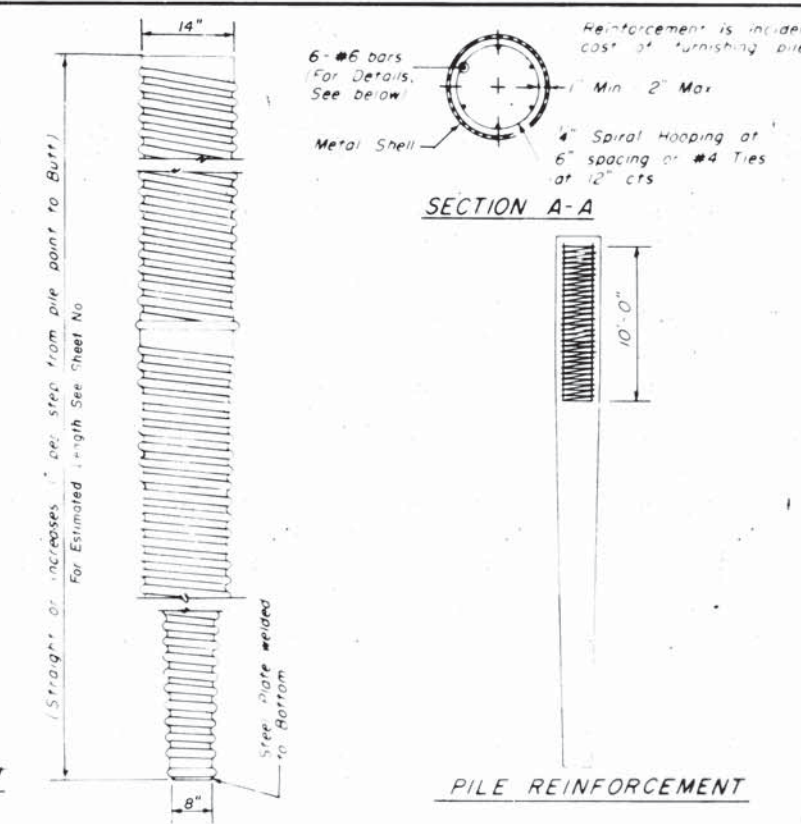 14"
6-#6 bars
(For Details,
See below)
Metal Shell
Reinforcement is
cost of furnishing
1" Min 2" Max
1/4" Spiral Hooping at
6" spacing or #4 Ties
at 12" cts
SECTION A-A
(Straight or increases 1" per step from pile point to Butt)
For Estimated Length See Sheet No
10'-0"
Steel Plate welded
to Bottom
8"
PILE REINFORCEMENT